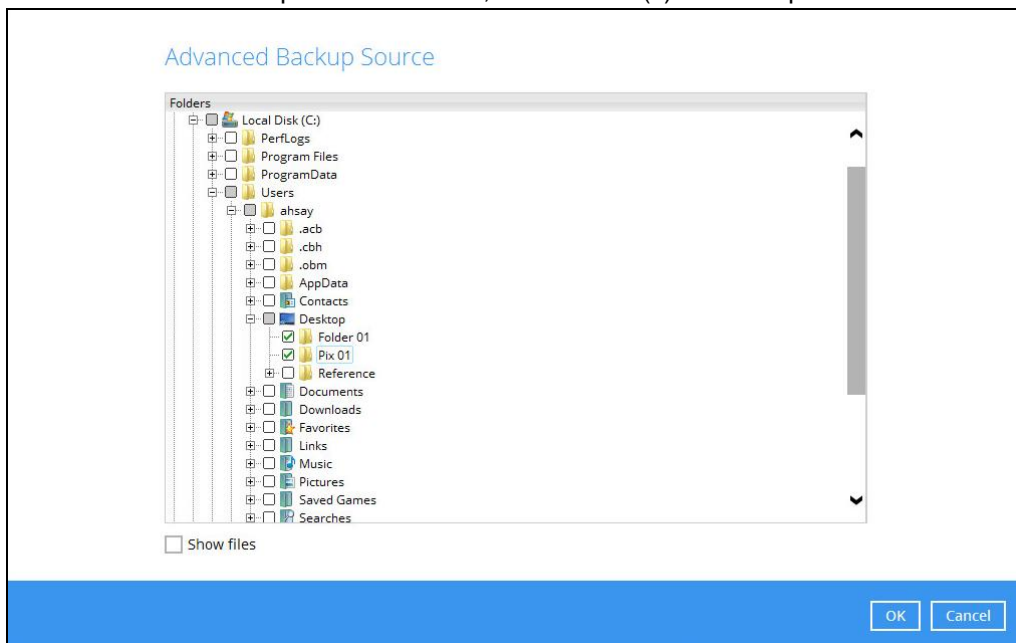 Advanced Backup Source
Folders
Local Disk (C:)
PerfLogs
Program Files
ProgramData
Users
ahsay
.acb
.cbh
.obm
AppData
Contacts
Desktop
Folder 01
Pix 01
Reference
Documents
Downloads
Favorites
Links
Music
Pictures
Saved Games
Searches
Show files
OK Cancel